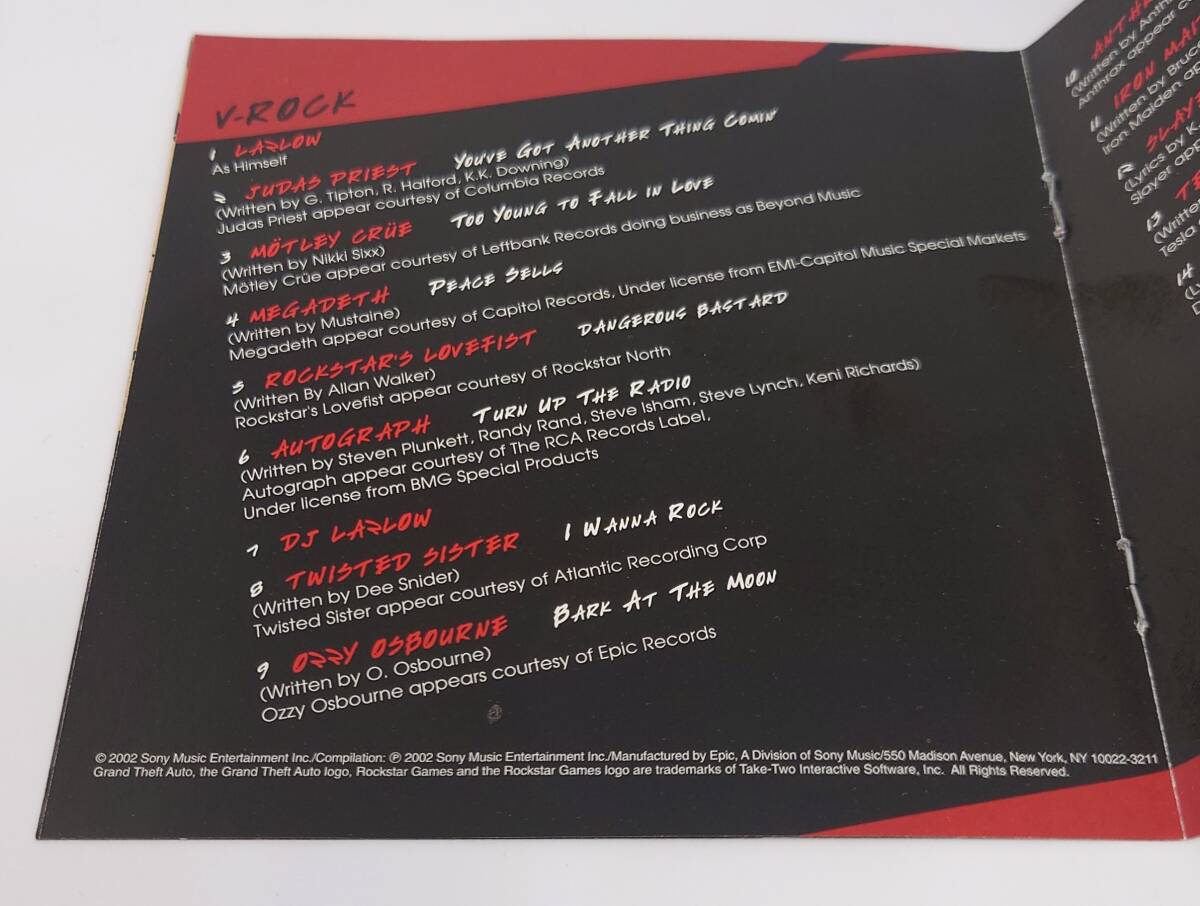 V-ROCK
1 LAZLOW
As Himself
2 JUDAS PRIEST YOU'VE GOT ANOTHER THING COMIN'
(Written by G. Tipton, R. Halford, K.K. Downing)
Judas Priest appear courtesy of Columbia Records
3 MÖTLEY CRÜE TOO YOUNG TO FALL IN LOVE
(Written by Nikki Sixx)
Mötley Crüe appear courtesy of Leftbank Records doing business as Beyond Music
4 MEGADETH PEACE SELLS
(Written by Mustaine)
Megadeth appear courtesy of Capitol Records, Under license from EMI-Capitol Music Special Markets
5 ROCKSTAR'S LOVEFIST DANGEROUS BASTARD
(Written By Allan Walker)
Rockstar's Lovefist appear courtesy of Rockstar North
6 AUTOGRAPH TURN UP THE RADIO
(Written by Steven Plunkett, Randy Rand, Steve Isham, Steve Lynch, Keni Richards)
Autograph appear courtesy of The RCA Records Label,
Under license from BMG Special Products
7 DJ LAZLOW
8 TWISTED SISTER I WANNA ROCK
(Written by Dee Snider)
Twisted Sister appear courtesy of Atlantic Recording Corp
9 OZZY OSBOURNE BARK AT THE MOON
(Written by O. Osbourne)
Ozzy Osbourne appears courtesy of Epic Records
© 2002 Sony Music Entertainment Inc./Compilation: ℗ 2002 Sony Music Entertainment Inc./Manufactured by Epic, A Division of Sony Music/550 Madison Avenue, New York, NY 10022-3211
Grand Theft Auto, the Grand Theft Auto logo, Rockstar Games and the Rockstar Games logo are trademarks of Take-Two Interactive Software, Inc. All Rights Reserved.
10
(Written by
Anthrax appear
11 IRON
(Written by
Iron Maiden
12
(Lyrics by K.
Slayer
13
Tesla
14